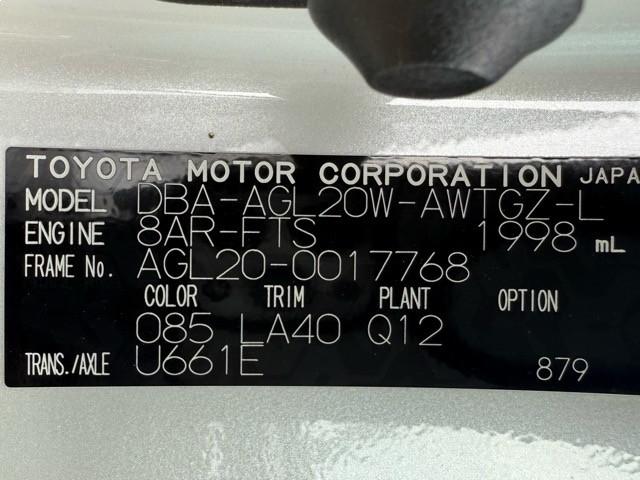 TOYOTA MOTOR CORPORATION JAPA
MODEL DBA-AGL20W-AWTGZ-L
ENGINE 8AR-FTS 1998 mL
FRAME No. AGL20-0017768
COLOR TRIM PLANT OPTION
085 LA40 Q12
TRANS./AXLE U661E 879